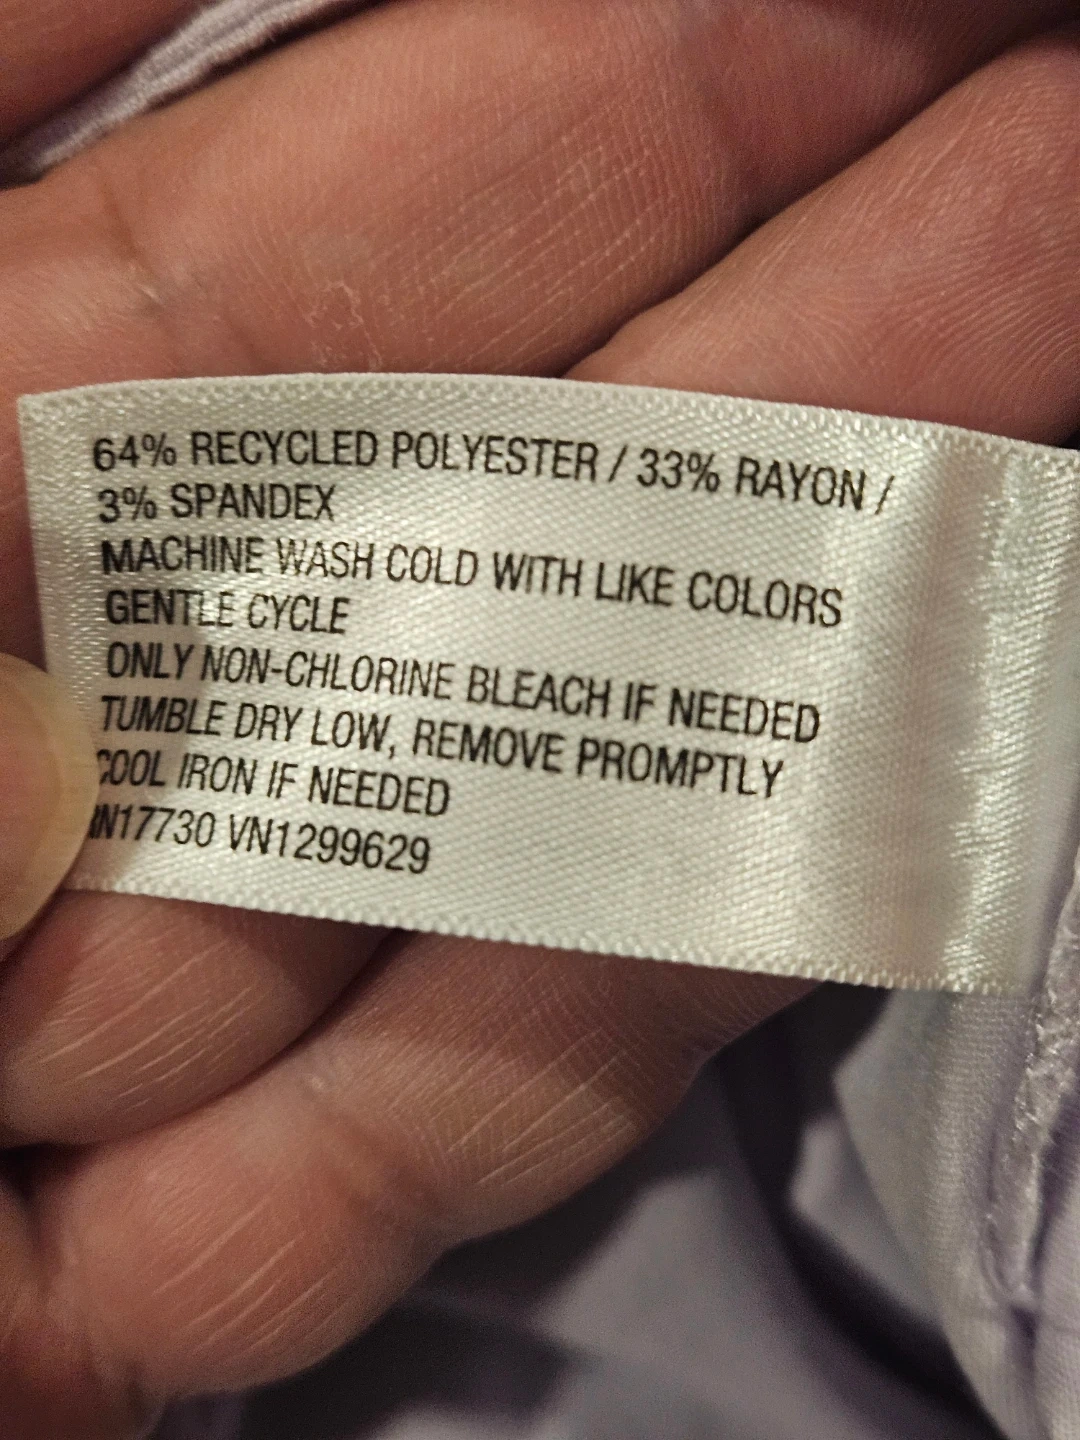 64% RECYCLED POLYESTER / 33% RAYON /
3% SPANDEX
MACHINE WASH COLD WITH LIKE COLORS
GENTLE CYCLE
ONLY NON-CHLORINE BLEACH IF NEEDED
TUMBLE DRY LOW, REMOVE PROMPTLY
COOL IRON IF NEEDED
RN17730 VN1299629